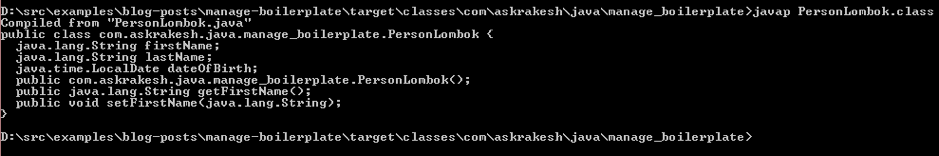 D:\src\examples\blog-posts\manage-boilerplate\target\classes\com\askrakesh\java\manage_boilerplate>javap PersonLombok.class
Compiled from "PersonLombok.java"
public class com.askrakesh.java.manage_boilerplate.PersonLombok {
  java.lang.String firstName;
  java.lang.String lastName;
  java.time.LocalDate dateOfBirth;
  public com.askrakesh.java.manage_boilerplate.PersonLombok();
  public java.lang.String getFirstName();
  public void setFirstName(java.lang.String);
}
D:\src\examples\blog-posts\manage-boilerplate\target\classes\com\askrakesh\java\manage_boilerplate>